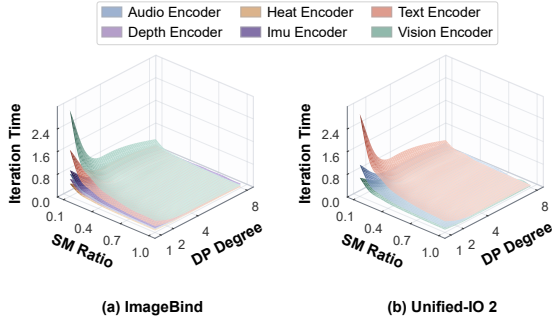 Audio Encoder Heat Encoder Text Encoder
Depth Encoder Imu Encoder Vision Encoder
Iteration Time
2.4
1.6
0.8
0.0
0.1
0.4
0.7
1.0
SM Ratio
1
2
4
8
DP Degree
(a) ImageBind
Iteration Time
2.4
1.6
0.8
0.0
0.1
0.4
0.7
1.0
SM Ratio
1
2
4
8
DP Degree
(b) Unified-IO 2